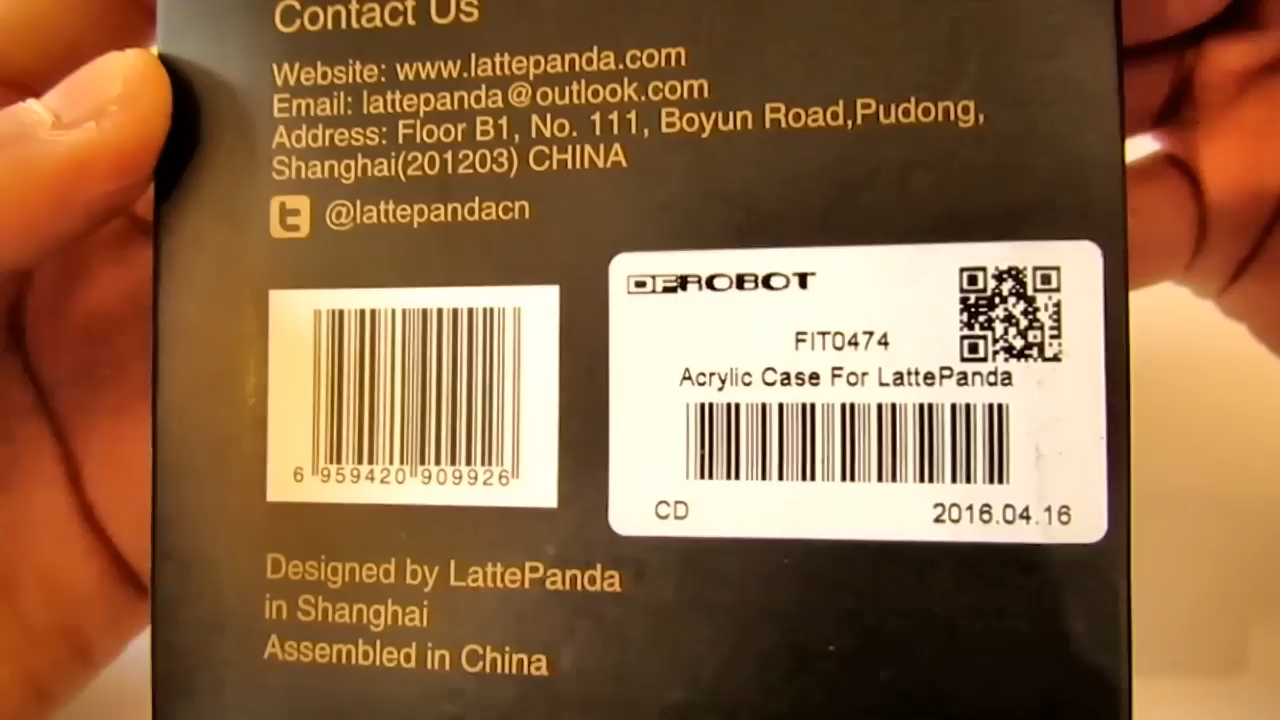 Contact Us
Website: www.lattepanda.com
Email: lattepanda@outlook.com
Address: Floor B1, No. 111, Boyun Road,Pudong,
Shanghai(201203) CHINA
@lattepandacn
6 959420 909926
DFROBOT
FIT0474
Acrylic Case For LattePanda
CD 2016.04.16
Designed by LattePanda
in Shanghai
Assembled in China